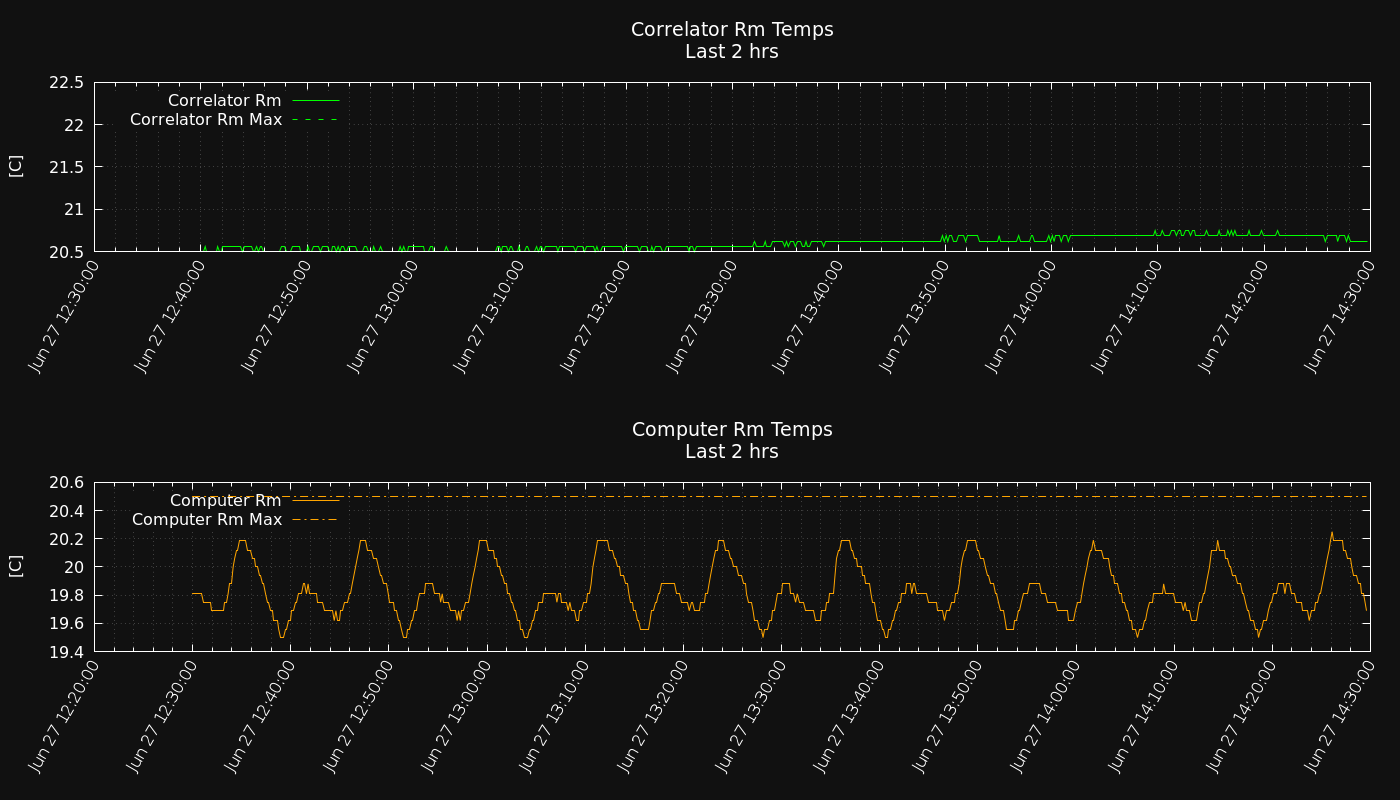 Correlator Rm Temps
Last 2 hrs
[C]
22.5
22
21.5
21
20.5
Correlator Rm
Correlator Rm Max
Jun 27 12:30:00
Jun 27 12:40:00
Jun 27 12:50:00
Jun 27 13:00:00
Jun 27 13:10:00
Jun 27 13:20:00
Jun 27 13:30:00
Jun 27 13:40:00
Jun 27 13:50:00
Jun 27 14:00:00
Jun 27 14:10:00
Jun 27 14:20:00
Jun 27 14:30:00
Computer Rm Temps
Last 2 hrs
[C]
20.6
20.4
20.2
20
19.8
19.6
19.4
Computer Rm
Computer Rm Max
Jun 27 12:20:00
Jun 27 12:30:00
Jun 27 12:40:00
Jun 27 12:50:00
Jun 27 13:00:00
Jun 27 13:10:00
Jun 27 13:20:00
Jun 27 13:30:00
Jun 27 13:40:00
Jun 27 13:50:00
Jun 27 14:00:00
Jun 27 14:10:00
Jun 27 14:20:00
Jun 27 14:30:00